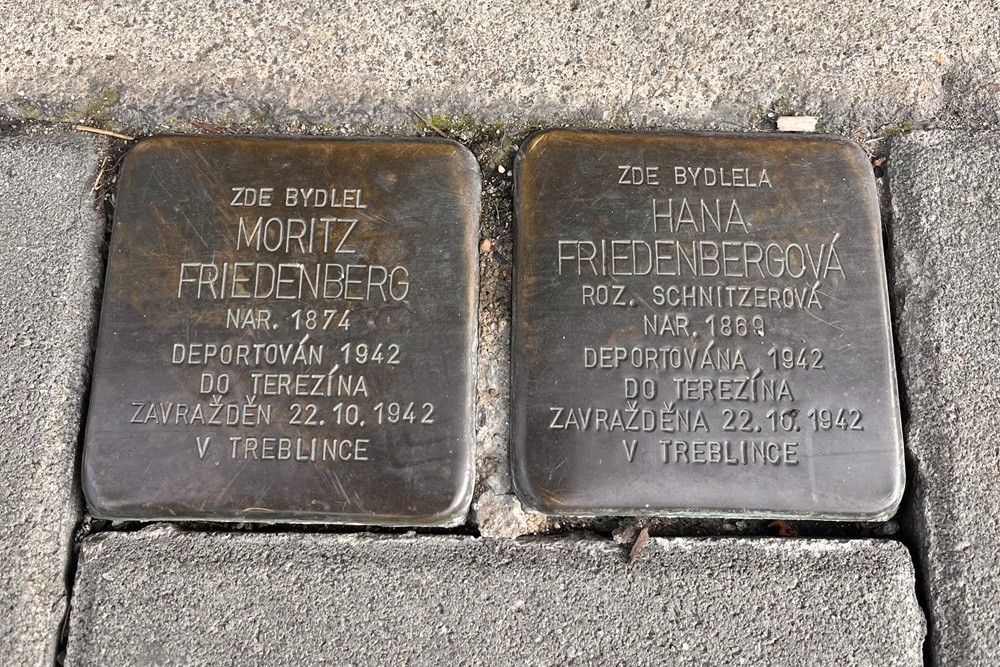 ZDE BYDLEL
MORITZ
FRIEDENBERG
NAR. 1874
DEPORTOVÁN 1942
DO TEREZÍNA
ZAVRAŽDĚN 22.10.1942
V TREBLINCE
ZDE BYDLELA
HANA
FRIEDENBERGOVÁ
ROZ. SCHNITZEROVÁ
NAR. 1869
DEPORTOVÁNA 1942
DO TEREZÍNA
ZAVRAŽDĚNA 22.10.1942
V TREBLINCE